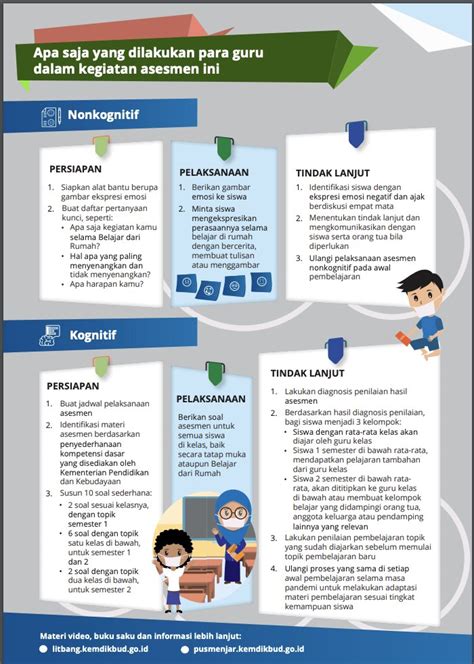 Apa saja yang dilakukan para guru
dalam kegiatan asesmen ini
Nonkognitif
PERSIAPAN
1. Siapkan alat bantu berupa
gambar ekspresi emosi
2. Buat daftar pertanyaan
kunci, seperti:
• Apa saja kegiatan kamu
selama Belajar dari
Rumah?
• Hal apa yang paling
menyenangkan dan
tidak menyenangkan?
• Apa harapan kamu?
PELAKSANAAN
1. Berikan gambar
emosi ke siswa
2. Minta siswa
mengekspresikan
perasaannya selama
belajar di rumah
dengan bercerita,
membuat tulisan
atau menggambar
TINDAK LANJUT
1. Identifikasi siswa dengan
ekspresi emosi negatif dan ajak
berdiskusi empat mata
2. Menentukan tindak lanjut dan
mengkomunikasikan dengan
siswa serta orang tua bila
diperlukan
3. Ulangi pelaksanaan asesmen
nonkognitif pada awal
pembelajaran
Kognitif
PERSIAPAN
1. Buat jadwal pelaksanaan
asesmen
2. Identifikasi materi
asesmen berdasarkan
penyederhanaan
kompetensi dasar
yang disediakan oleh
Kementerian Pendidikan
dan Kebudayaan
3. Susun 10 soal sederhana:
• 2 soal sesuai kelasnya,
dengan topik
semester 1
• 6 soal dengan topik
satu kelas di bawah,
untuk semester 1
dan 2
• 2 soal dengan topik
dua kelas di bawah,
untuk semester 2
PELAKSANAAN
Berikan soal
asesmen untuk
semua siswa
di kelas, baik
secara tatap muka
ataupun Belajar
dari Rumah
TINDAK LANJUT
1. Lakukan diagnosis penilaian hasil
asesmen
2. Berdasarkan hasil diagnosis penilaian,
bagi siswa menjadi 3 kelompok:
• Siswa dengan rata-rata kelas akan
diajar oleh guru kelas
• Siswa 1 semester di bawah rata-rata,
mendapatkan pelajaran tambahan
dari guru kelas
• Siswa 2 semester di bawah rata-
rata, akan dititipkan ke guru kelas
di bawah atau membuat kelompok
belajar yang didampingi orang tua,
anggota keluarga atau pendamping
lainnya yang relevan
3. Lakukan penilaian pembelajaran topik
yang sudah diajarkan sebelum memulai
topik pembelajaran baru
4. Ulangi proses yang sama di setiap
awal pembelajaran selama masa
pandemi untuk melakukan adaptasi
materi pembelajaran sesuai tingkat
kemampuan siswa
Materi video, buku saku dan informasi lebih lanjut:
litbang.kemdikbud.go.id
pusmenjar.kemdikbud.go.id